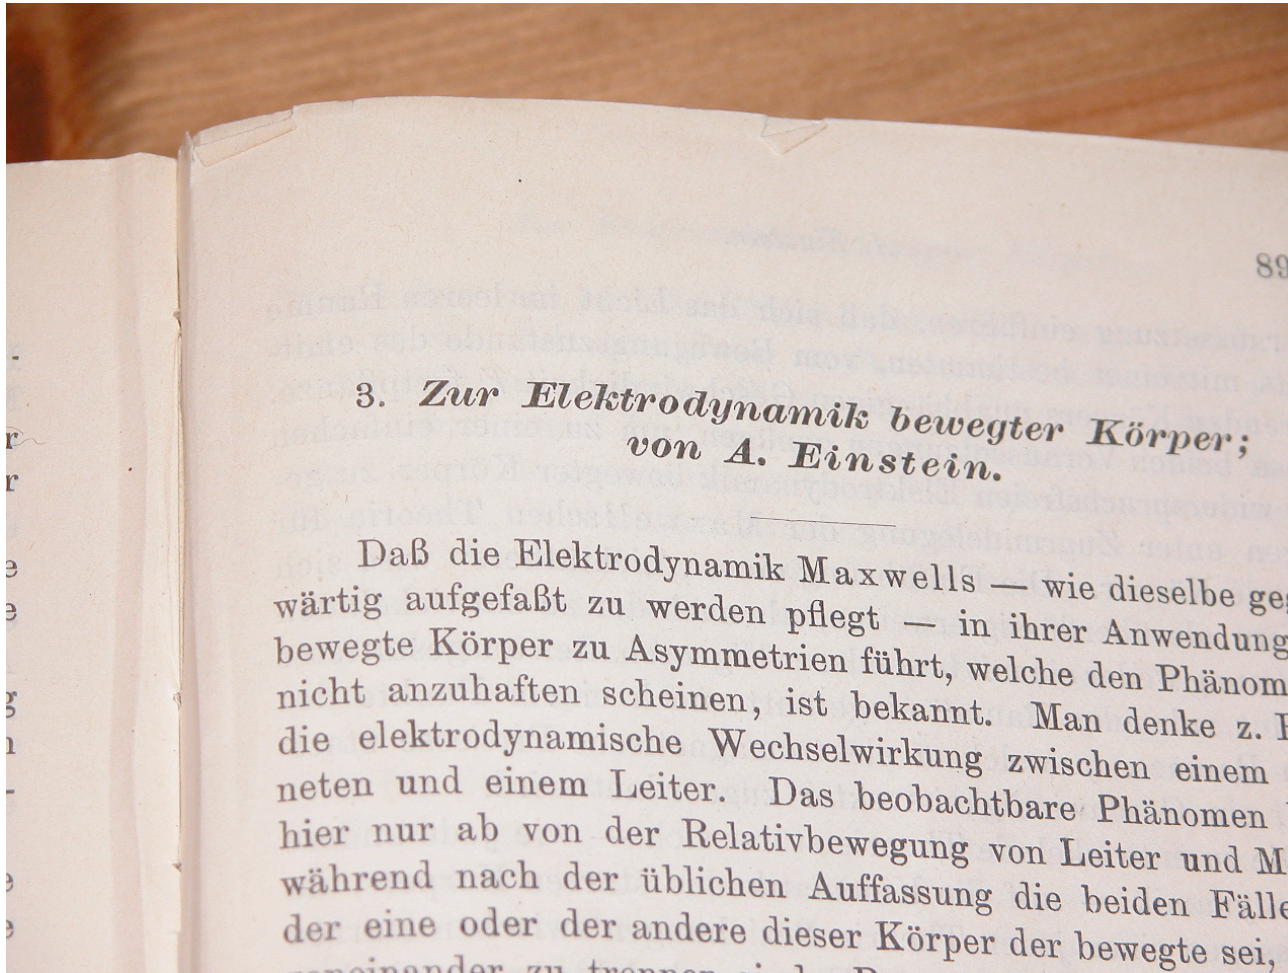 89
3. Zur Elektrodynamik bewegter Körper;
von A. Einstein.
Daß die Elektrodynamik Maxwells — wie dieselbe geg
wärtig aufgefaßt zu werden pflegt — in ihrer Anwendung
bewegte Körper zu Asymmetrien führt, welche den Phänom
nicht anzuhaften scheinen, ist bekannt. Man denke z. B
die elektrodynamische Wechselwirkung zwischen einem
neten und einem Leiter. Das beobachtbare Phänomen
hier nur ab von der Relativbewegung von Leiter und M
während nach der üblichen Auffassung die beiden Fälle
der eine oder der andere dieser Körper der bewegte sei,